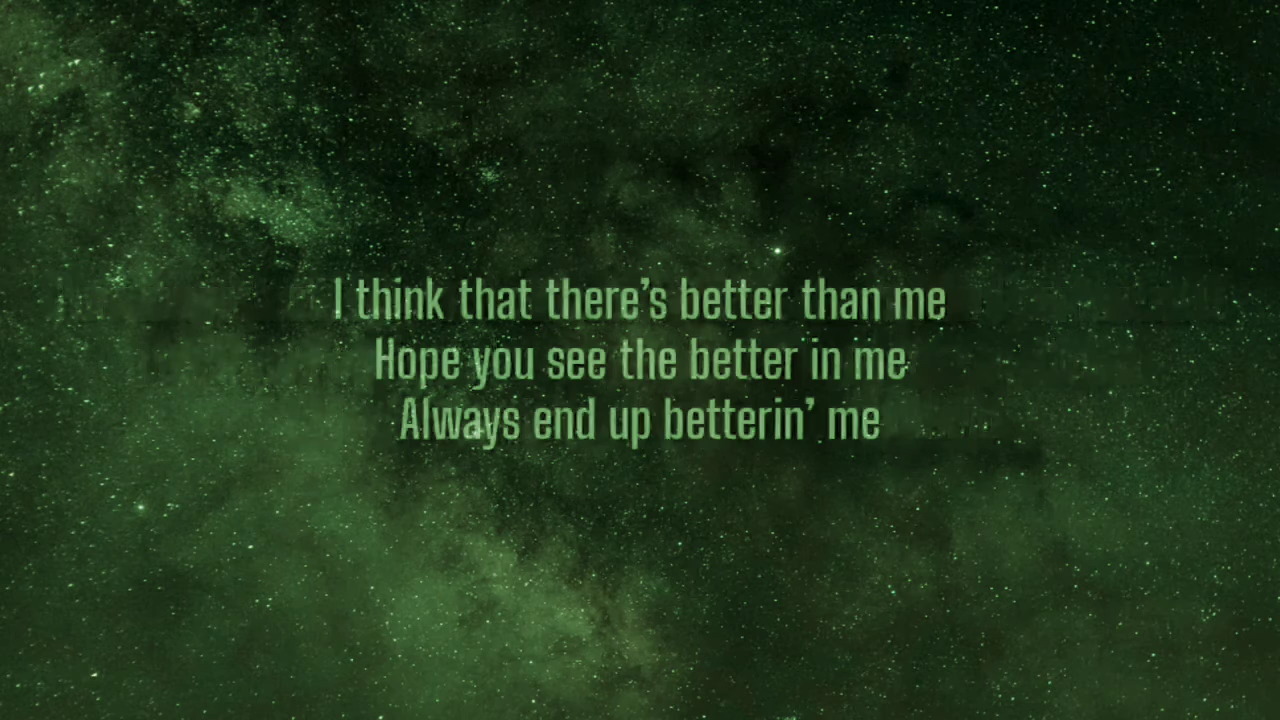 I think that there’s better than me
Hope you see the better in me
Always end up betterin’ me